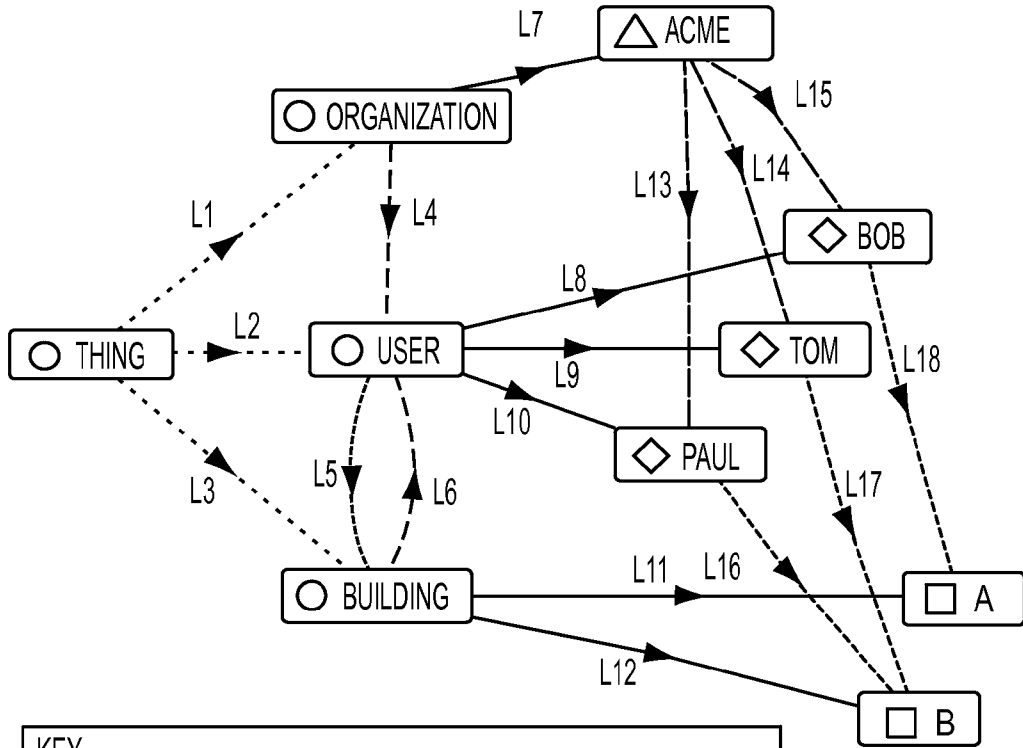 L7
ACME
ORGANIZATION
L15
L13
L14
L1
L4
BOB
L8
L2
THING
USER
TOM
L9
L18
L10
PAUL
L3
L5
L6
L17
L11
L16
BUILDING
A
L12
B
KEY